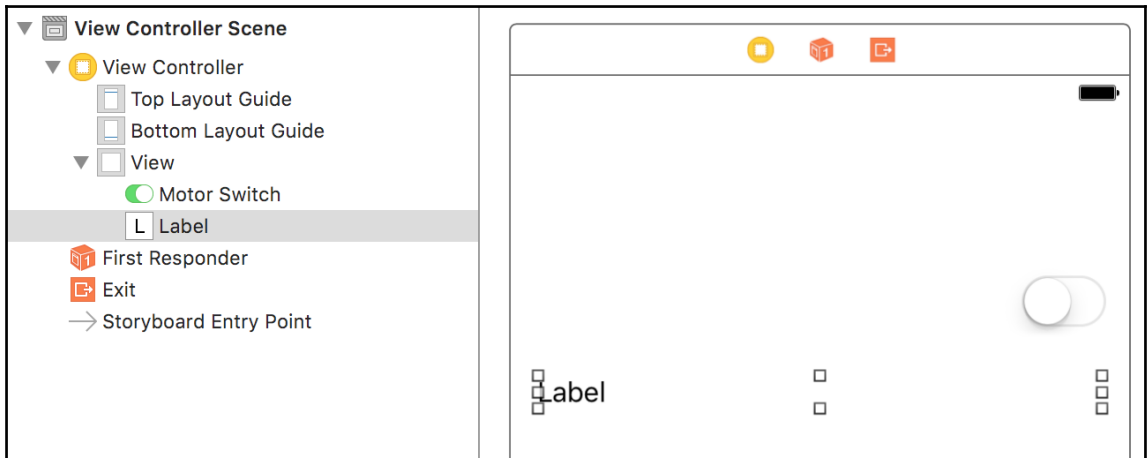 View Controller Scene
View Controller
Top Layout Guide
Bottom Layout Guide
View
Motor Switch
L Label
First Responder
Exit
Storyboard Entry Point
Label